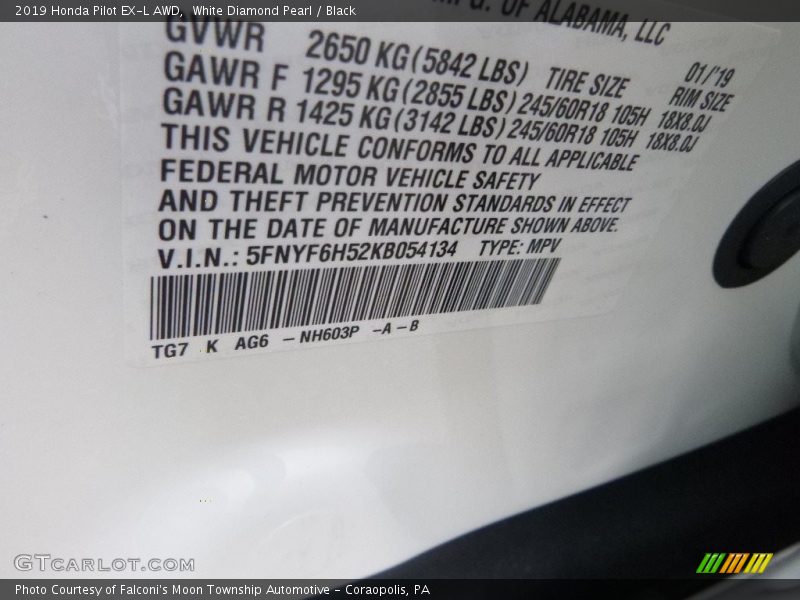 2019 Honda Pilot EX-L AWD, White Diamond Pearl / Black
OF ALABAMA, LLC
GVWR 2650 KG (5842 LBS) TIRE SIZE 01/'19
GAWR F 1295 KG (2855 LBS) 245/60R18 105H RIM SIZE
GAWR R 1425 KG (3142 LBS) 245/60R18 105H 18X8.0J
18X8.0J
THIS VEHICLE CONFORMS TO ALL APPLICABLE
FEDERAL MOTOR VEHICLE SAFETY
AND THEFT PREVENTION STANDARDS IN EFFECT
ON THE DATE OF MANUFACTURE SHOWN ABOVE.
V.I.N.: 5FNYF6H52KB054134 TYPE: MPV
TG7 K AG6 – NH603P –A–B
GTCARLOT.COM
Photo Courtesy of Falconi's Moon Township Automotive - Coraopolis, PA